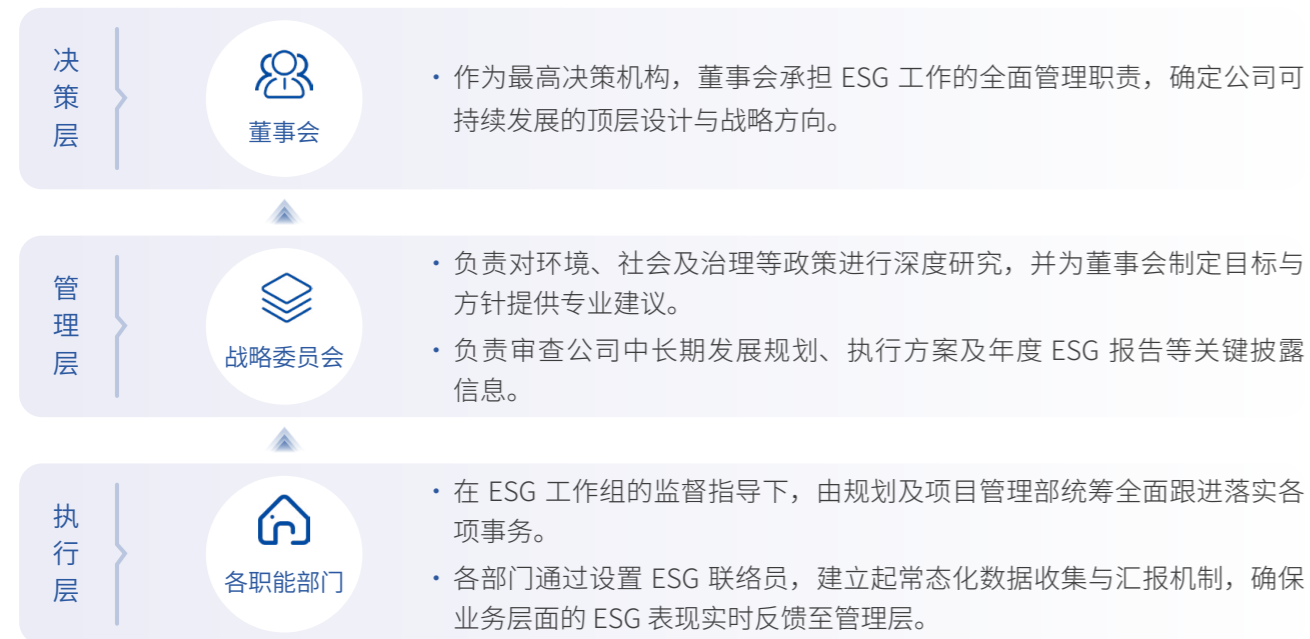 决策层
董事会
・作为最高决策机构，董事会承担 ESG 工作的全面管理职责，确定公司可
持续发展的顶层设计与战略方向。
管理层
战略委员会
・负责对环境、社会及治理等政策进行深度研究，并为董事会制定目标与
方针提供专业建议。
・负责审查公司中长期发展规划、执行方案及年度 ESG 报告等关键披露
信息。
执行层
各职能部门
・在 ESG 工作组的监督指导下，由规划及项目管理部统筹全面跟进落实各
项事务。
・各部门通过设置 ESG 联络员，建立起常态化数据收集与汇报机制，确保
业务层面的 ESG 表现实时反馈至管理层。